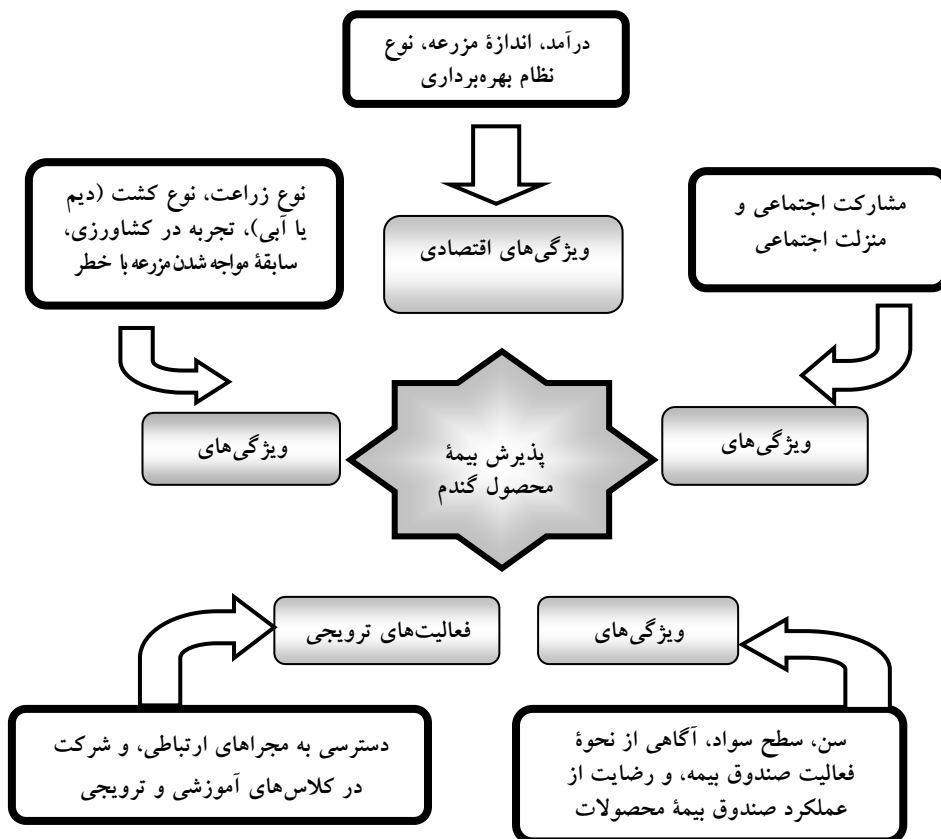 درآمد، اندازهٔ مزرعه، نوع
نظام بهره‌برداری
نوع زراعت، نوع کشت (دیم
یا آبی)، تجربه در کشاورزی،
سابقهٔ مواجه شدن مزرعه با خطر
مشارکت اجتماعی و
منزلت اجتماعی
ویژگی‌های اقتصادی
ویژگی‌های
پذیرش بیمهٔ
محصول گندم
ویژگی‌های
ویژگی‌های
فعالیت‌های ترویجی
سن، سطح سواد، آگاهی از نحوهٔ
فعالیت صندوق بیمه، و رضایت از
عملکرد صندوق بیمهٔ محصولات
دسترسی به مجراهای ارتباطی، و شرکت
در کلاس‌های آموزشی و ترویجی